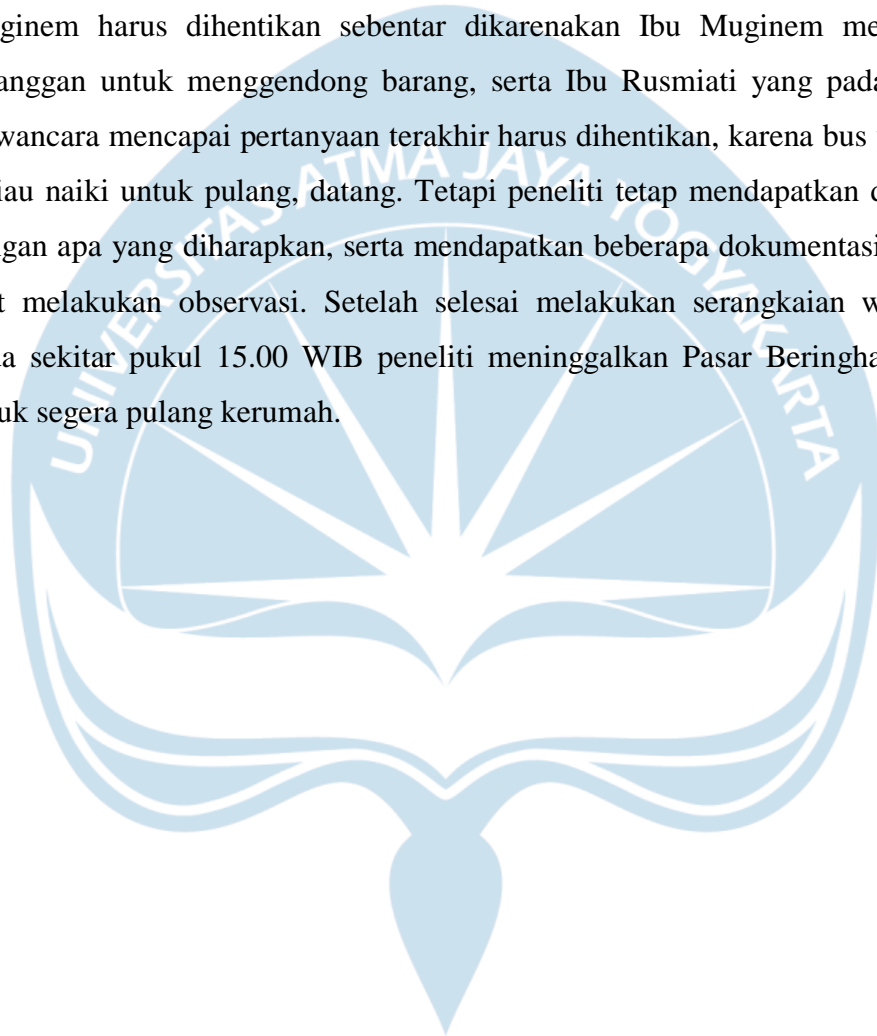 ginem harus dihentikan sebentar dikarenakan Ibu Muginem me
anggan untuk menggendong barang, serta Ibu Rusmiati yang pada
wancara mencapai pertanyaan terakhir harus dihentikan, karena bus
iau naiki untuk pulang, datang. Tetapi peneliti tetap mendapatkan
ngan apa yang diharapkan, serta mendapatkan beberapa dokumentasi
t melakukan observasi. Setelah selesai melakukan serangkaian w
a sekitar pukul 15.00 WIB peneliti meninggalkan Pasar Beringha
uk segera pulang kerumah.
UNIVERSITAS ATMA JAYA YOGYAKARTA